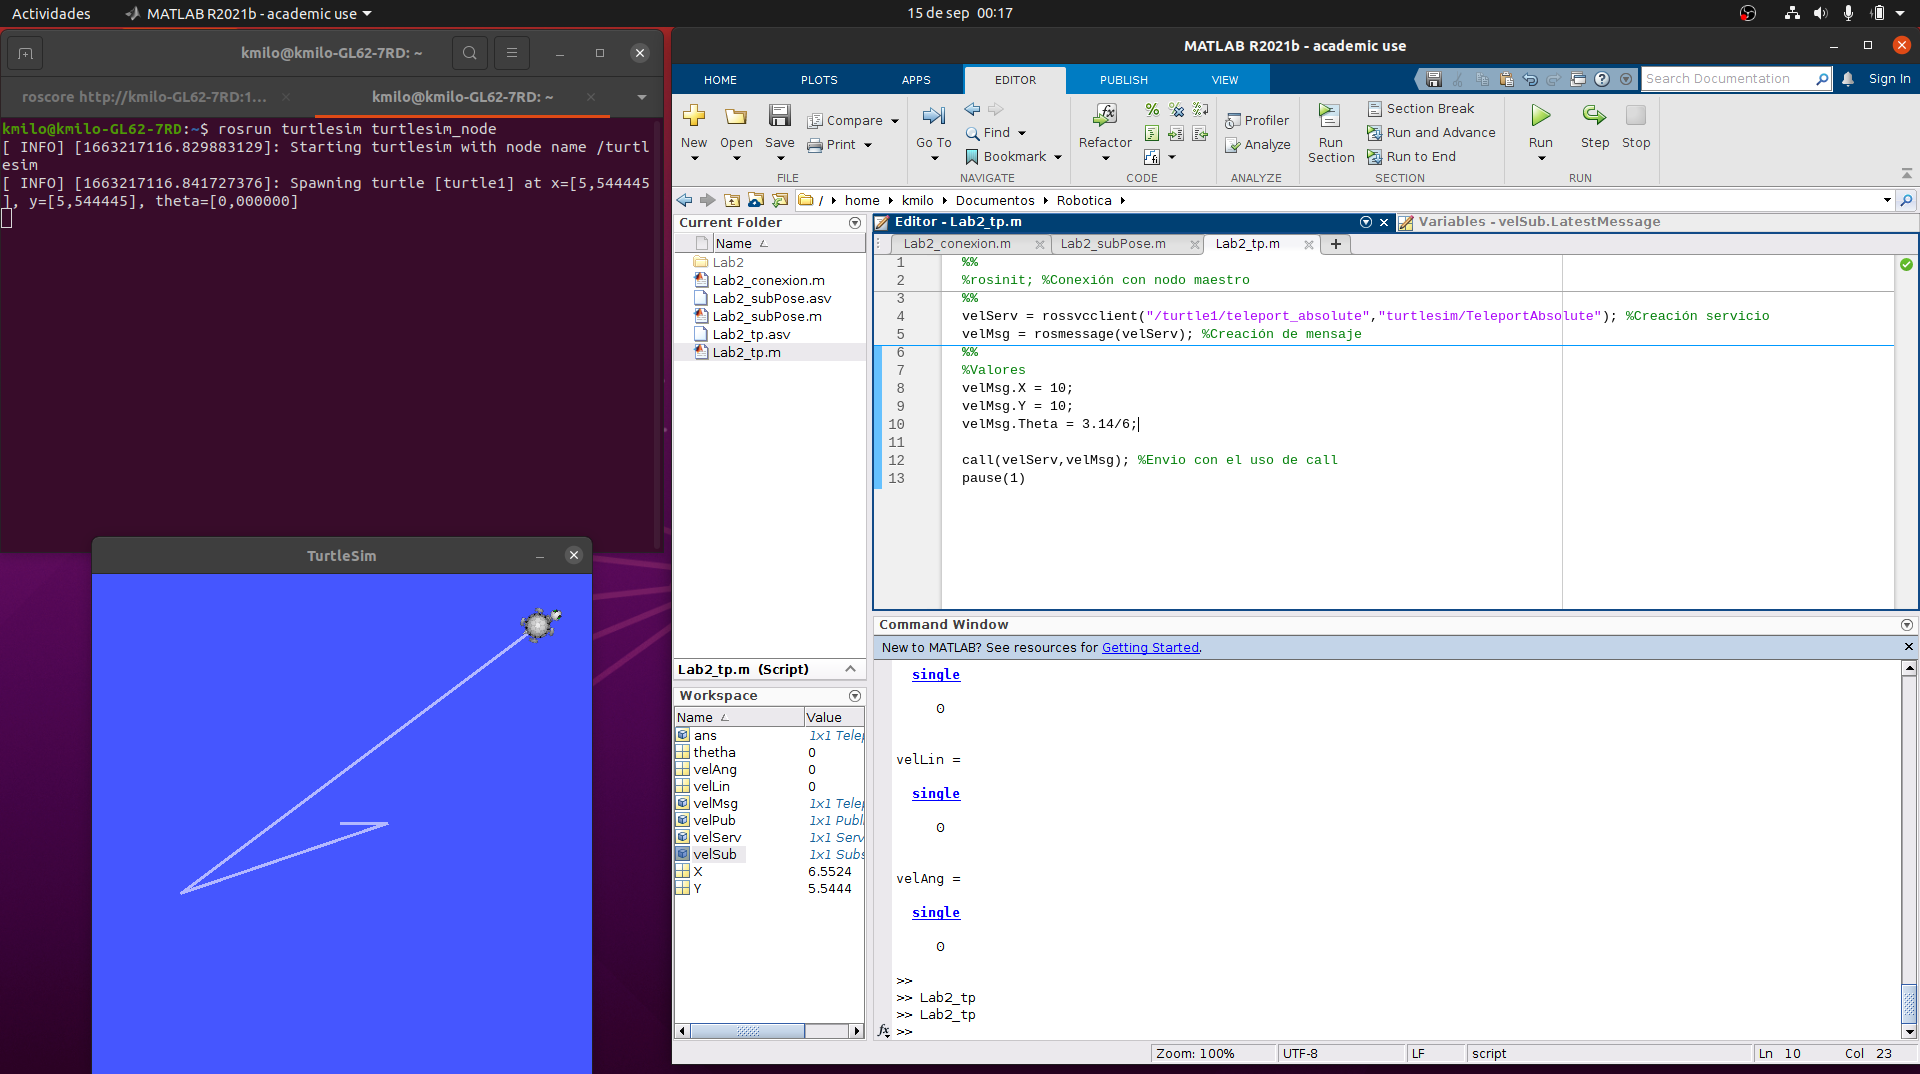 Actividades
MATLAB R2021b - academic use
15 de sep 00:17
kmilo@kmilo-GL62-7RD: ~
roscore http://kmilo-GL62-7RD:1...
kmilo@kmilo-GL62-7RD: ~
kmilo@kmilo-GL62-7RD:~$ rosrun turtlesim turtlesim_node
[ INFO] [1663217116.829883129]: Starting turtlesim with node name /turtl
esim
[ INFO] [1663217116.841727376]: Spawning turtle [turtle1] at x=[5,544445
], y=[5,544445], theta=[0,000000]
TurtleSim
MATLAB R2021b - academic use
HOME
PLOTS
APPS
EDITOR
PUBLISH
VIEW
Search Documentation
Sign In
New
Open
Save
Compare
Print
FILE
Go To
Find
Bookmark
NAVIGATE
Refactor
CODE
Profiler
Analyze
ANALYZE
Run
Section
Section Break
Run and Advance
Run to End
SECTION
Run
Step
Stop
RUN
/
home
kmilo
Documentos
Robotica
Current Folder
Name
Lab2
Lab2_conexion.m
Lab2_subPose.asv
Lab2_subPose.m
Lab2_tp.asv
Lab2_tp.m
Lab2_tp.m (Script)
Workspace
Name
Value
ans 1x1 Telep
thetha 0
velAng 0
velLin 0
velMsg 1x1 Telep
velPub 1x1 Publi
velServ 1x1 Servi
velSub 1x1 Subs
X 6.5524
Y 5.5444
Editor - Lab2_tp.m
Variables - velSub.LatestMessage
Lab2_conexion.m
Lab2_subPose.m
Lab2_tp.m
1 %%
2 %rosinit; %Conexión con nodo maestro
3 %%
4 velServ = rossvcclient("/turtle1/teleport_absolute","turtlesim/TeleportAbsolute"); %Creación servicio
5 velMsg = rosmessage(velServ); %Creación de mensaje
6 %%
7 %Valores
8 velMsg.X = 10;
9 velMsg.Y = 10;
10 velMsg.Theta = 3.14/6;
11
12 call(velServ,velMsg); %Envio con el uso de call
13 pause(1)
Command Window
New to MATLAB? See resources for Getting Started.
single
0
velLin =
single
0
velAng =
single
0
>>
>> Lab2_tp
>> Lab2_tp
fx >>
Zoom: 100%
UTF-8
LF
script
Ln 10
Col 23